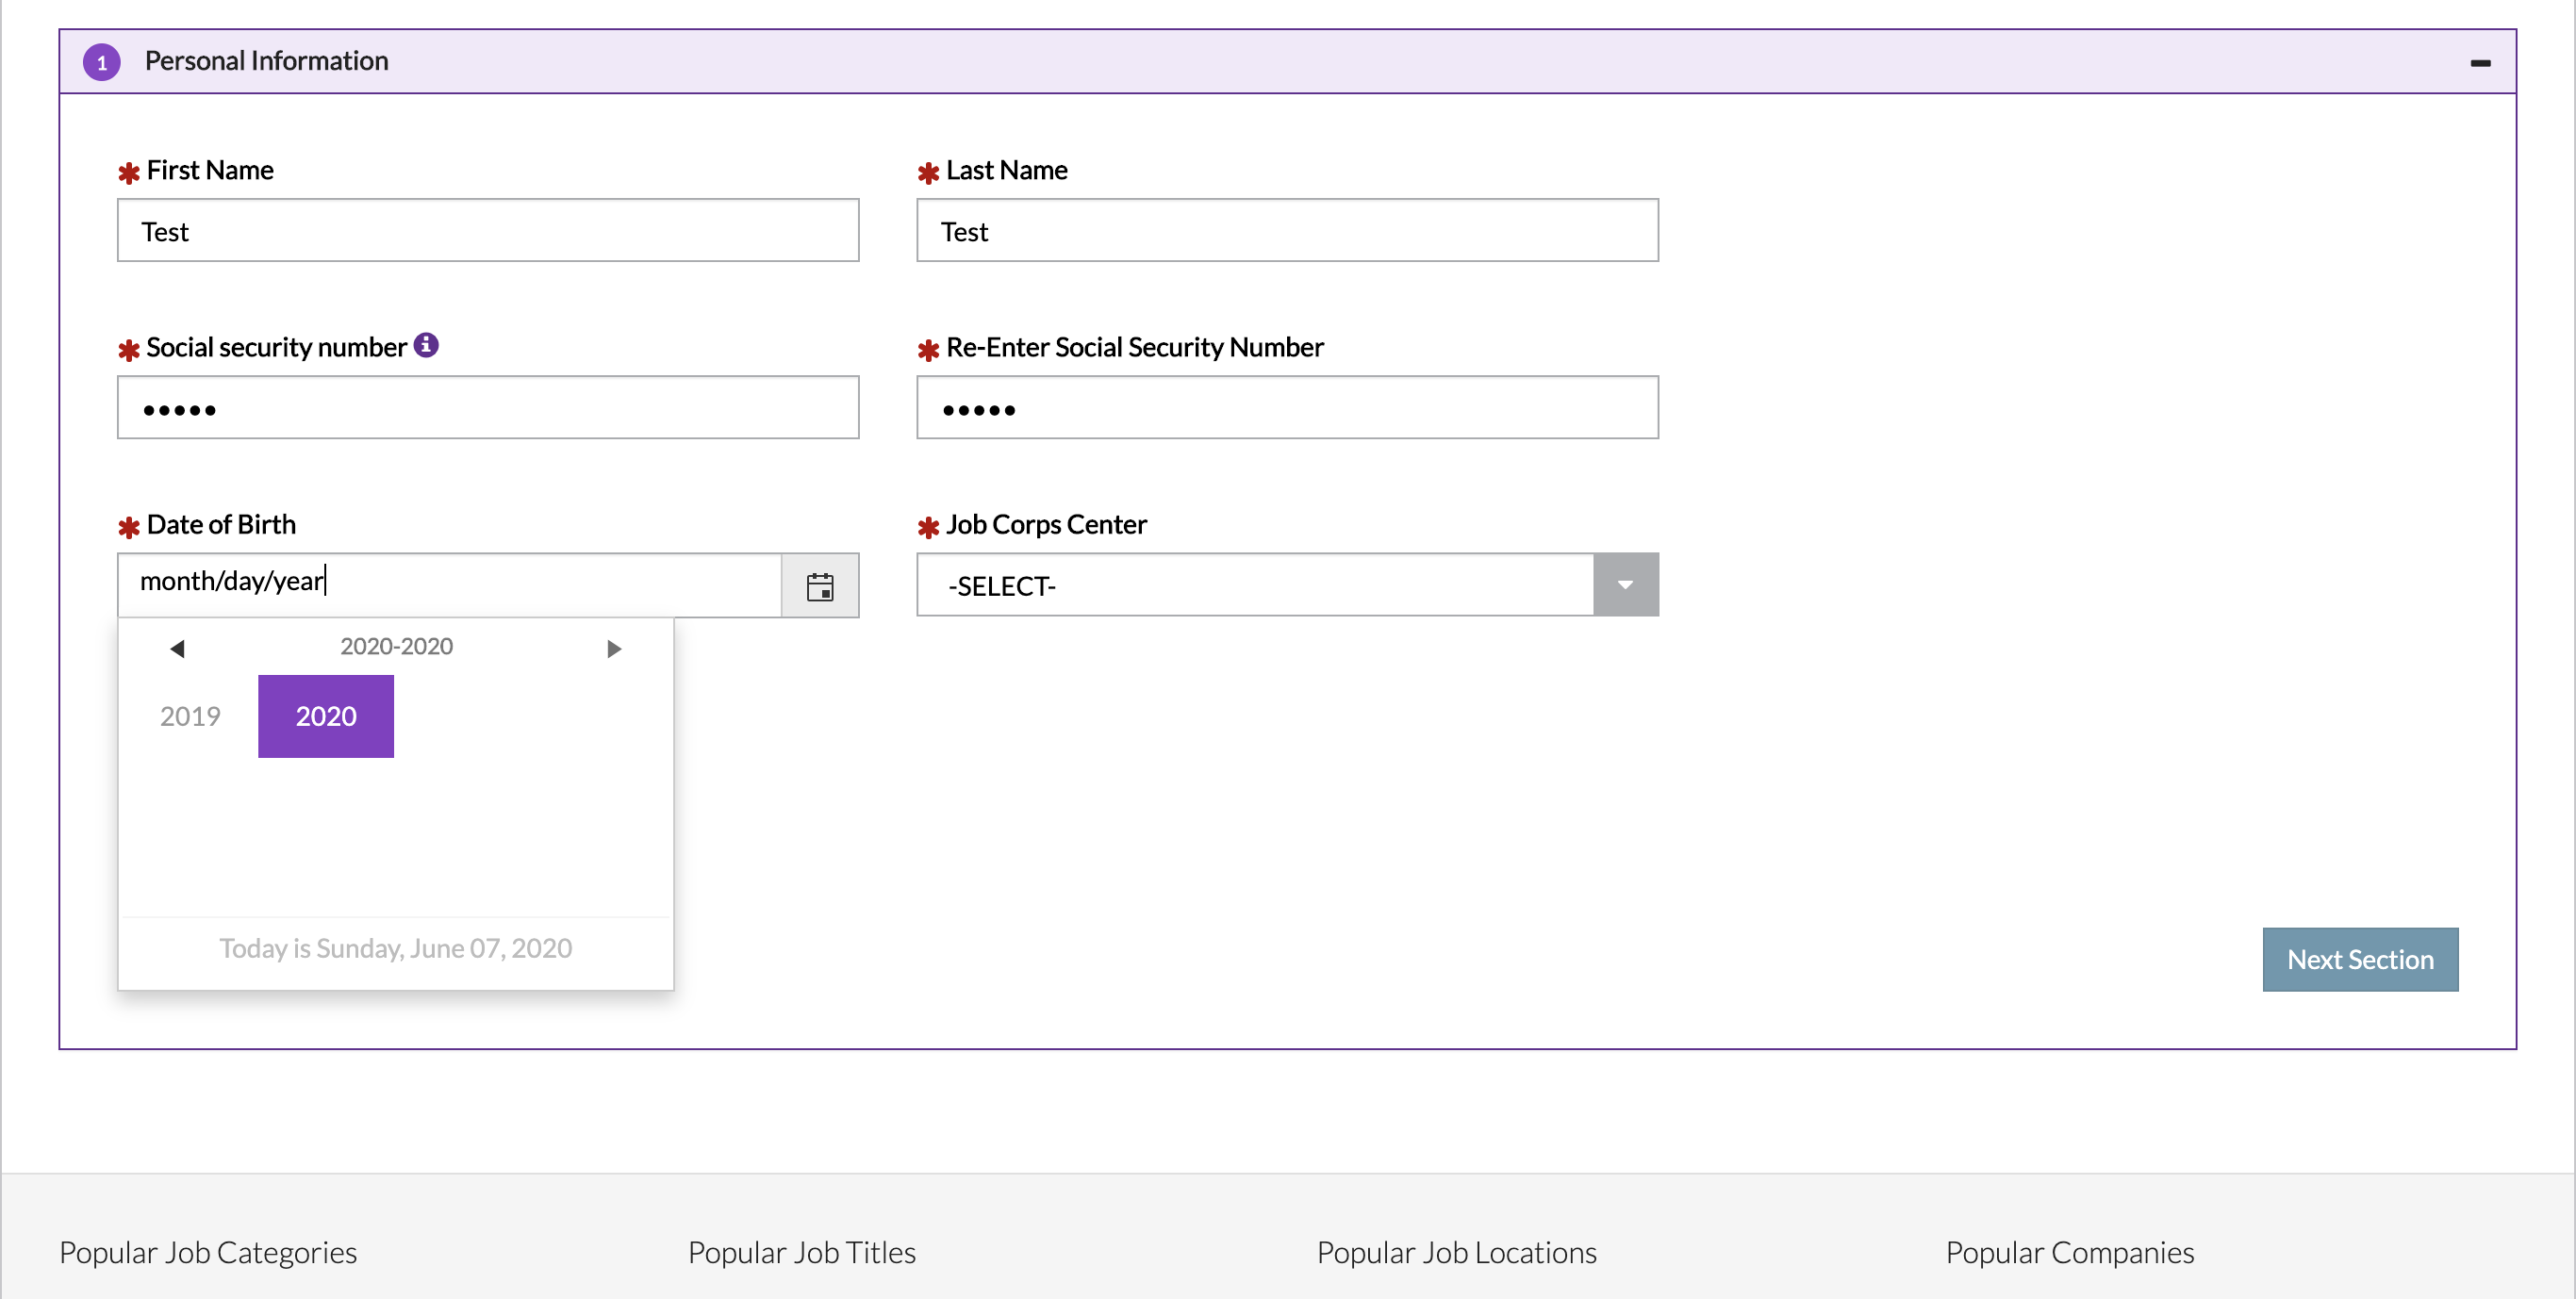 1 Personal Information
* First Name
* Last Name
Test
Test
* Social security number
* Re-Enter Social Security Number
•••••
•••••
* Date of Birth
* Job Corps Center
month/day/year
-SELECT-
2020-2020
2019 2020
Today is Sunday, June 07, 2020
Next Section
Popular Job Categories
Popular Job Titles
Popular Job Locations
Popular Companies